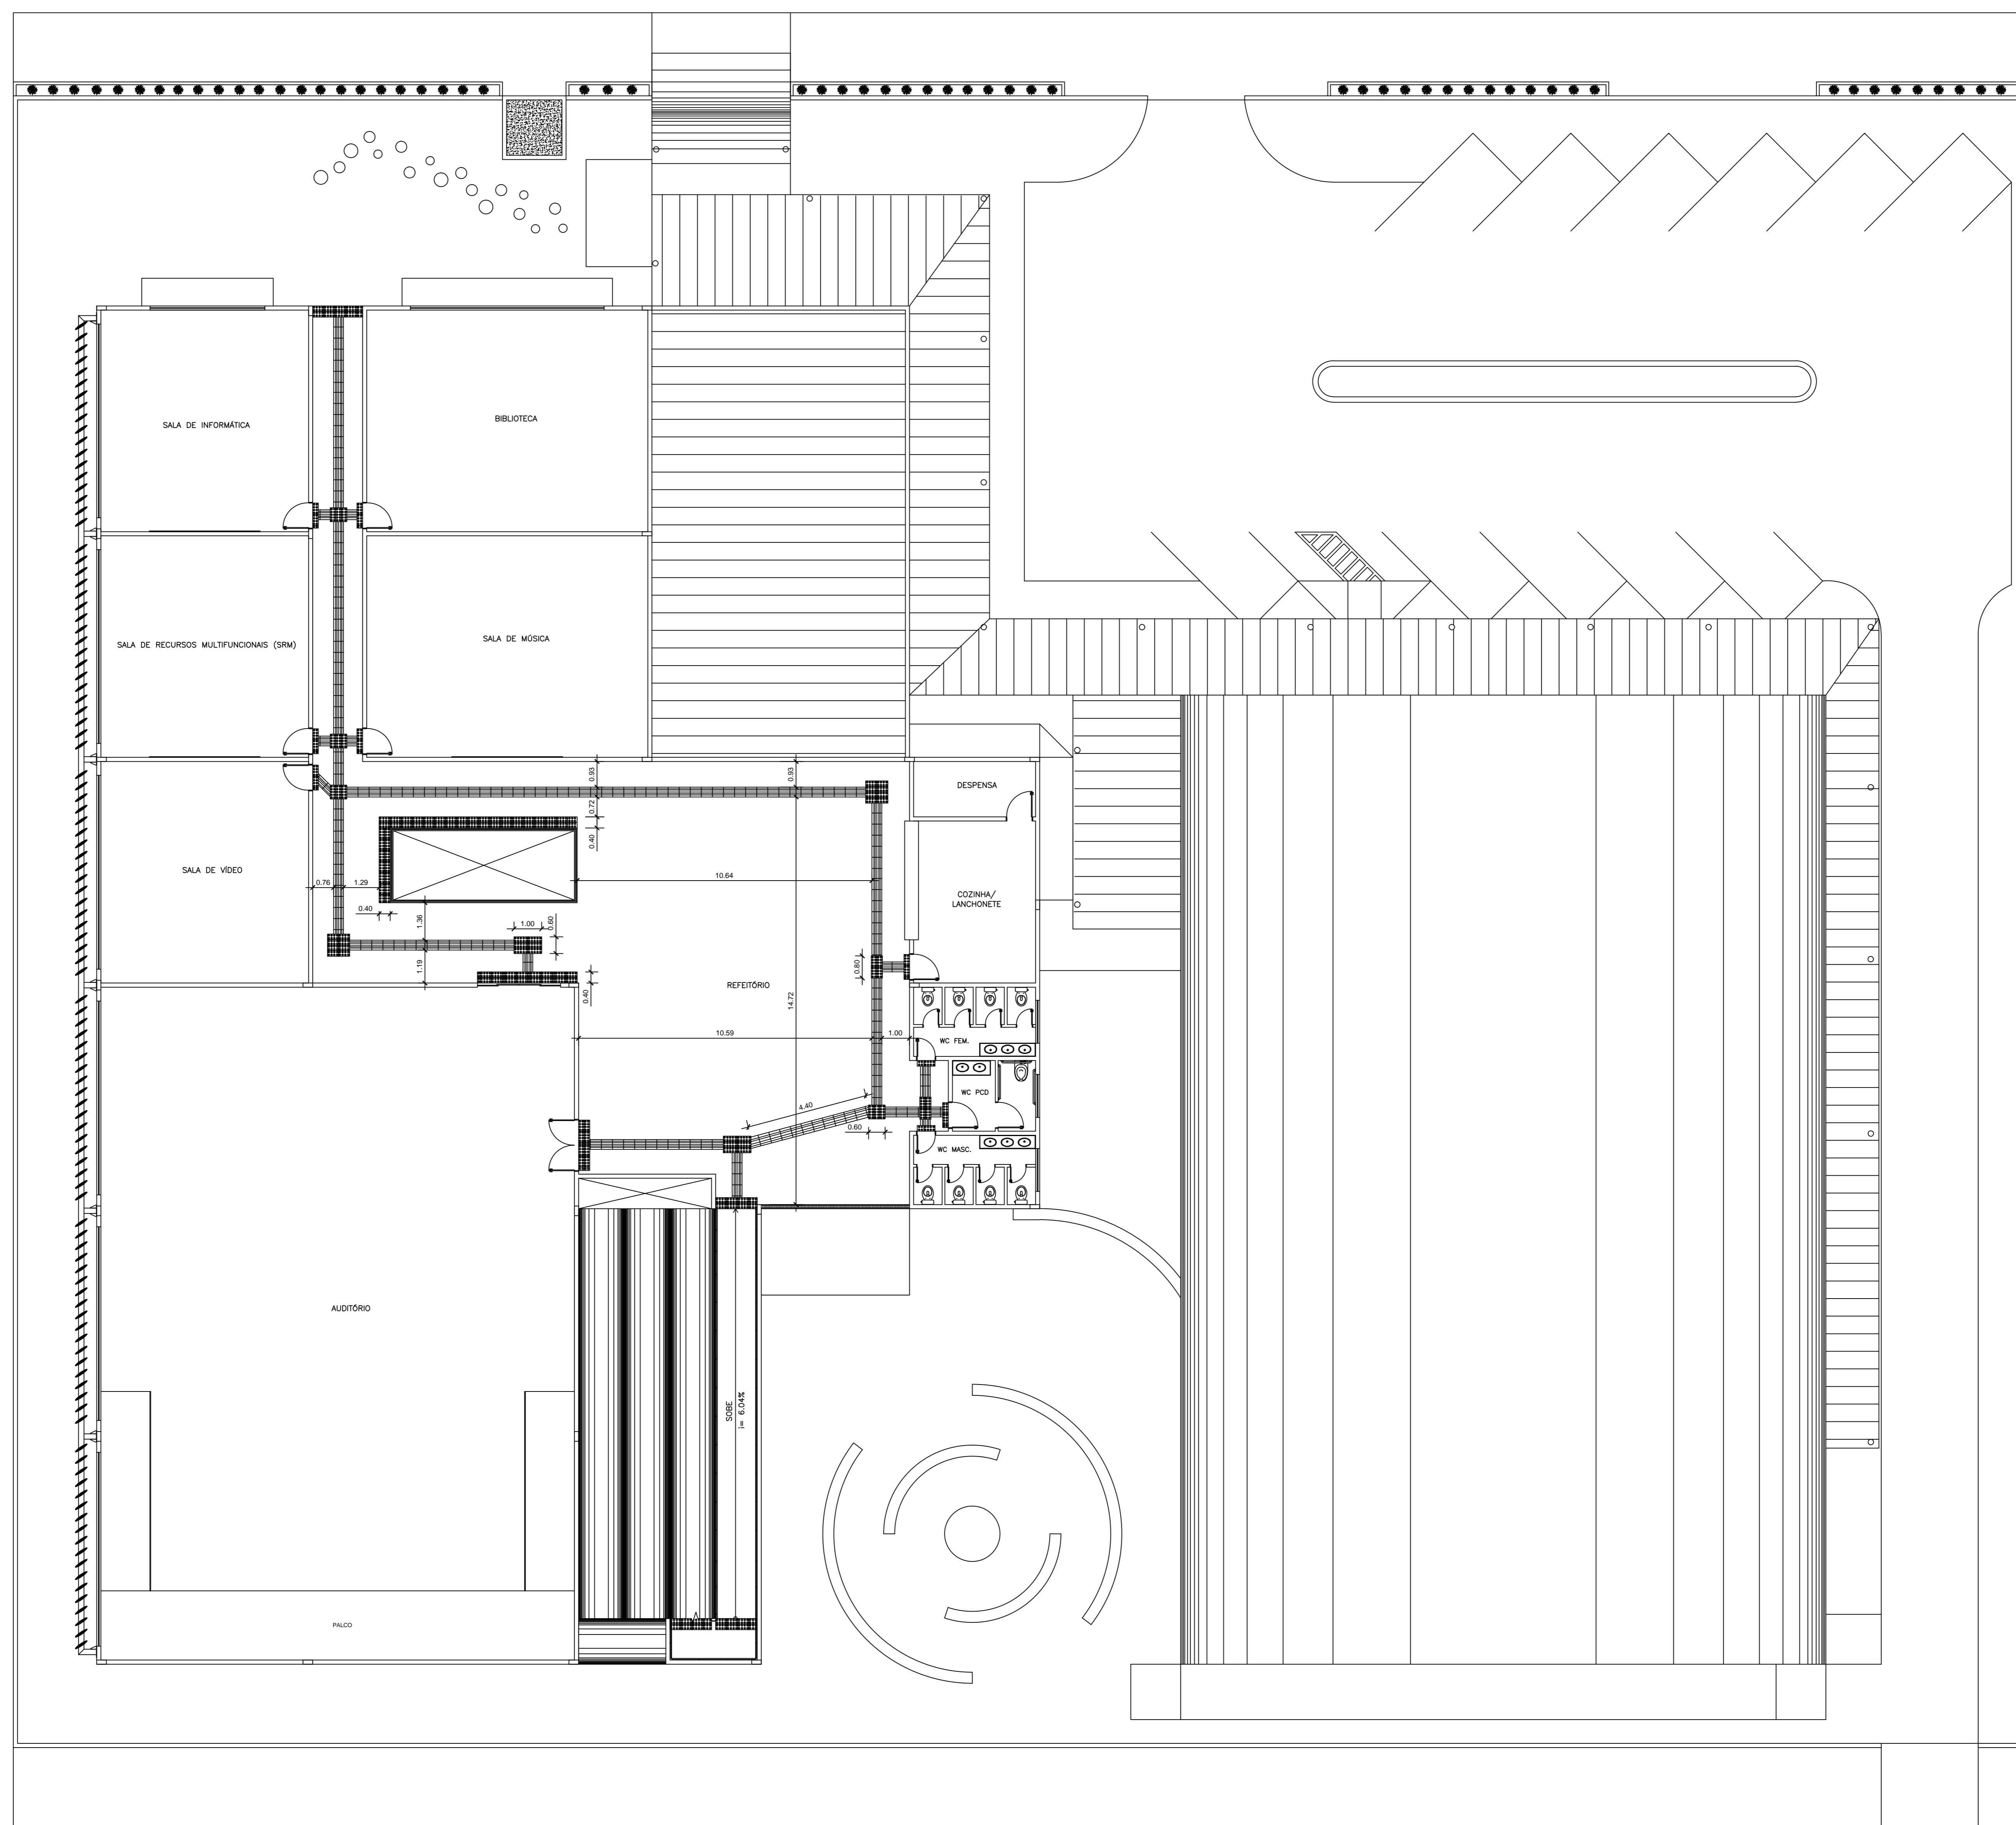 BIBLIOTECA
SALA DE INFORMÁTICA
SALA DE MÚSICA
SALA DE RECURSOS MULTIFUNCIONAIS (SRM)
0.93
0.93
DESPENSA
0.72
0.40
SALA DE VÍDEO
10.64
0.76
1.29
COZINHA/
LANCHONETE
0.40
1.36
1.00
0.60
1.19
0.80
REFEITÓRIO
0.40
14.72
10.59
1.00
WC FEM.
WC PCD
4.40
0.60
WC MASC.
AUDITÓRIO
SOBE
i= 6.04%
PALCO